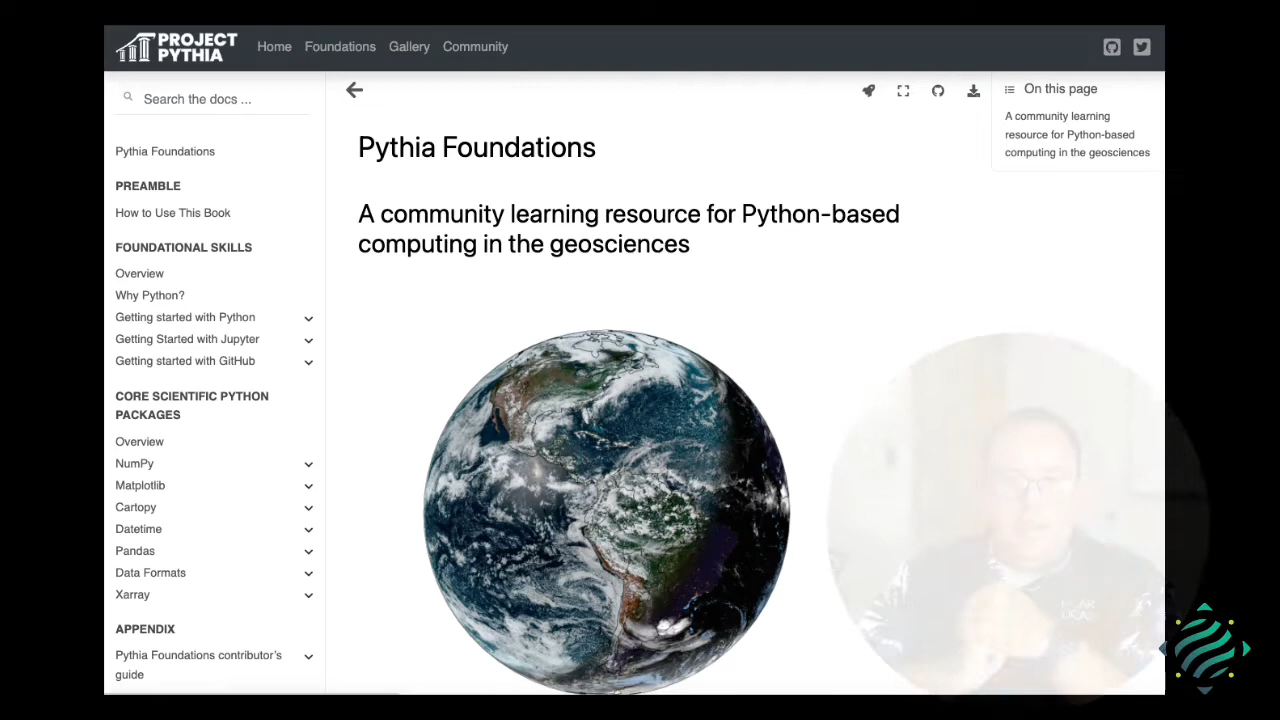 PROJECT
PYTHIA
Home
Foundations
Gallery
Community
Search the docs ...
Pythia Foundations
PREAMBLE
How to Use This Book
FOUNDATIONAL SKILLS
Overview
Why Python?
Getting started with Python
Getting Started with Jupyter
Getting started with GitHub
CORE SCIENTIFIC PYTHON
PACKAGES
Overview
NumPy
Matplotlib
Cartopy
Datetime
Pandas
Data Formats
Xarray
APPENDIX
Pythia Foundations contributor's
guide
Pythia Foundations
A community learning resource for Python-based
computing in the geosciences
On this page
A community learning
resource for Python-based
computing in the geosciences